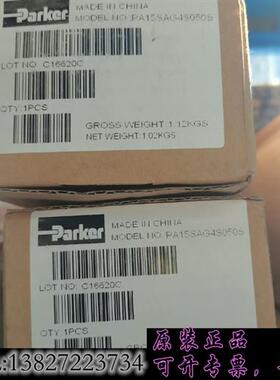 Parker
MADE IN CHINA
MODEL NO.:PA15SAG4S050S
LOT NO: C16620C
QTY:1PCS
GROSS WEIGHT:1.12KGS
NET WEIGHT:1.02KGS
Parker
MADE IN CHINA
MODEL NO.:PA15SAG4S050S
LOT NO: C16620C
QTY:1PCS
GRO
原裝正品
13827223734 可开专票!